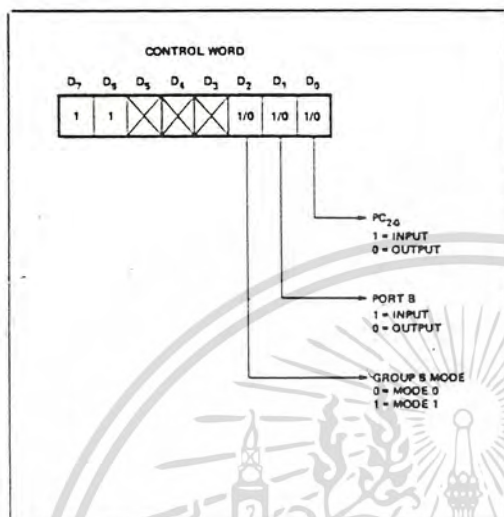 CONTROL WORD
D7 D6 D5 D4 D3 D2 D1 D0
1 1 1/0 1/0 1/0
PC2-0
1 = INPUT
0 = OUTPUT
PORT B
1 = INPUT
0 = OUTPUT
GROUP B MODE
0 = MODE 0
1 = MODE 1